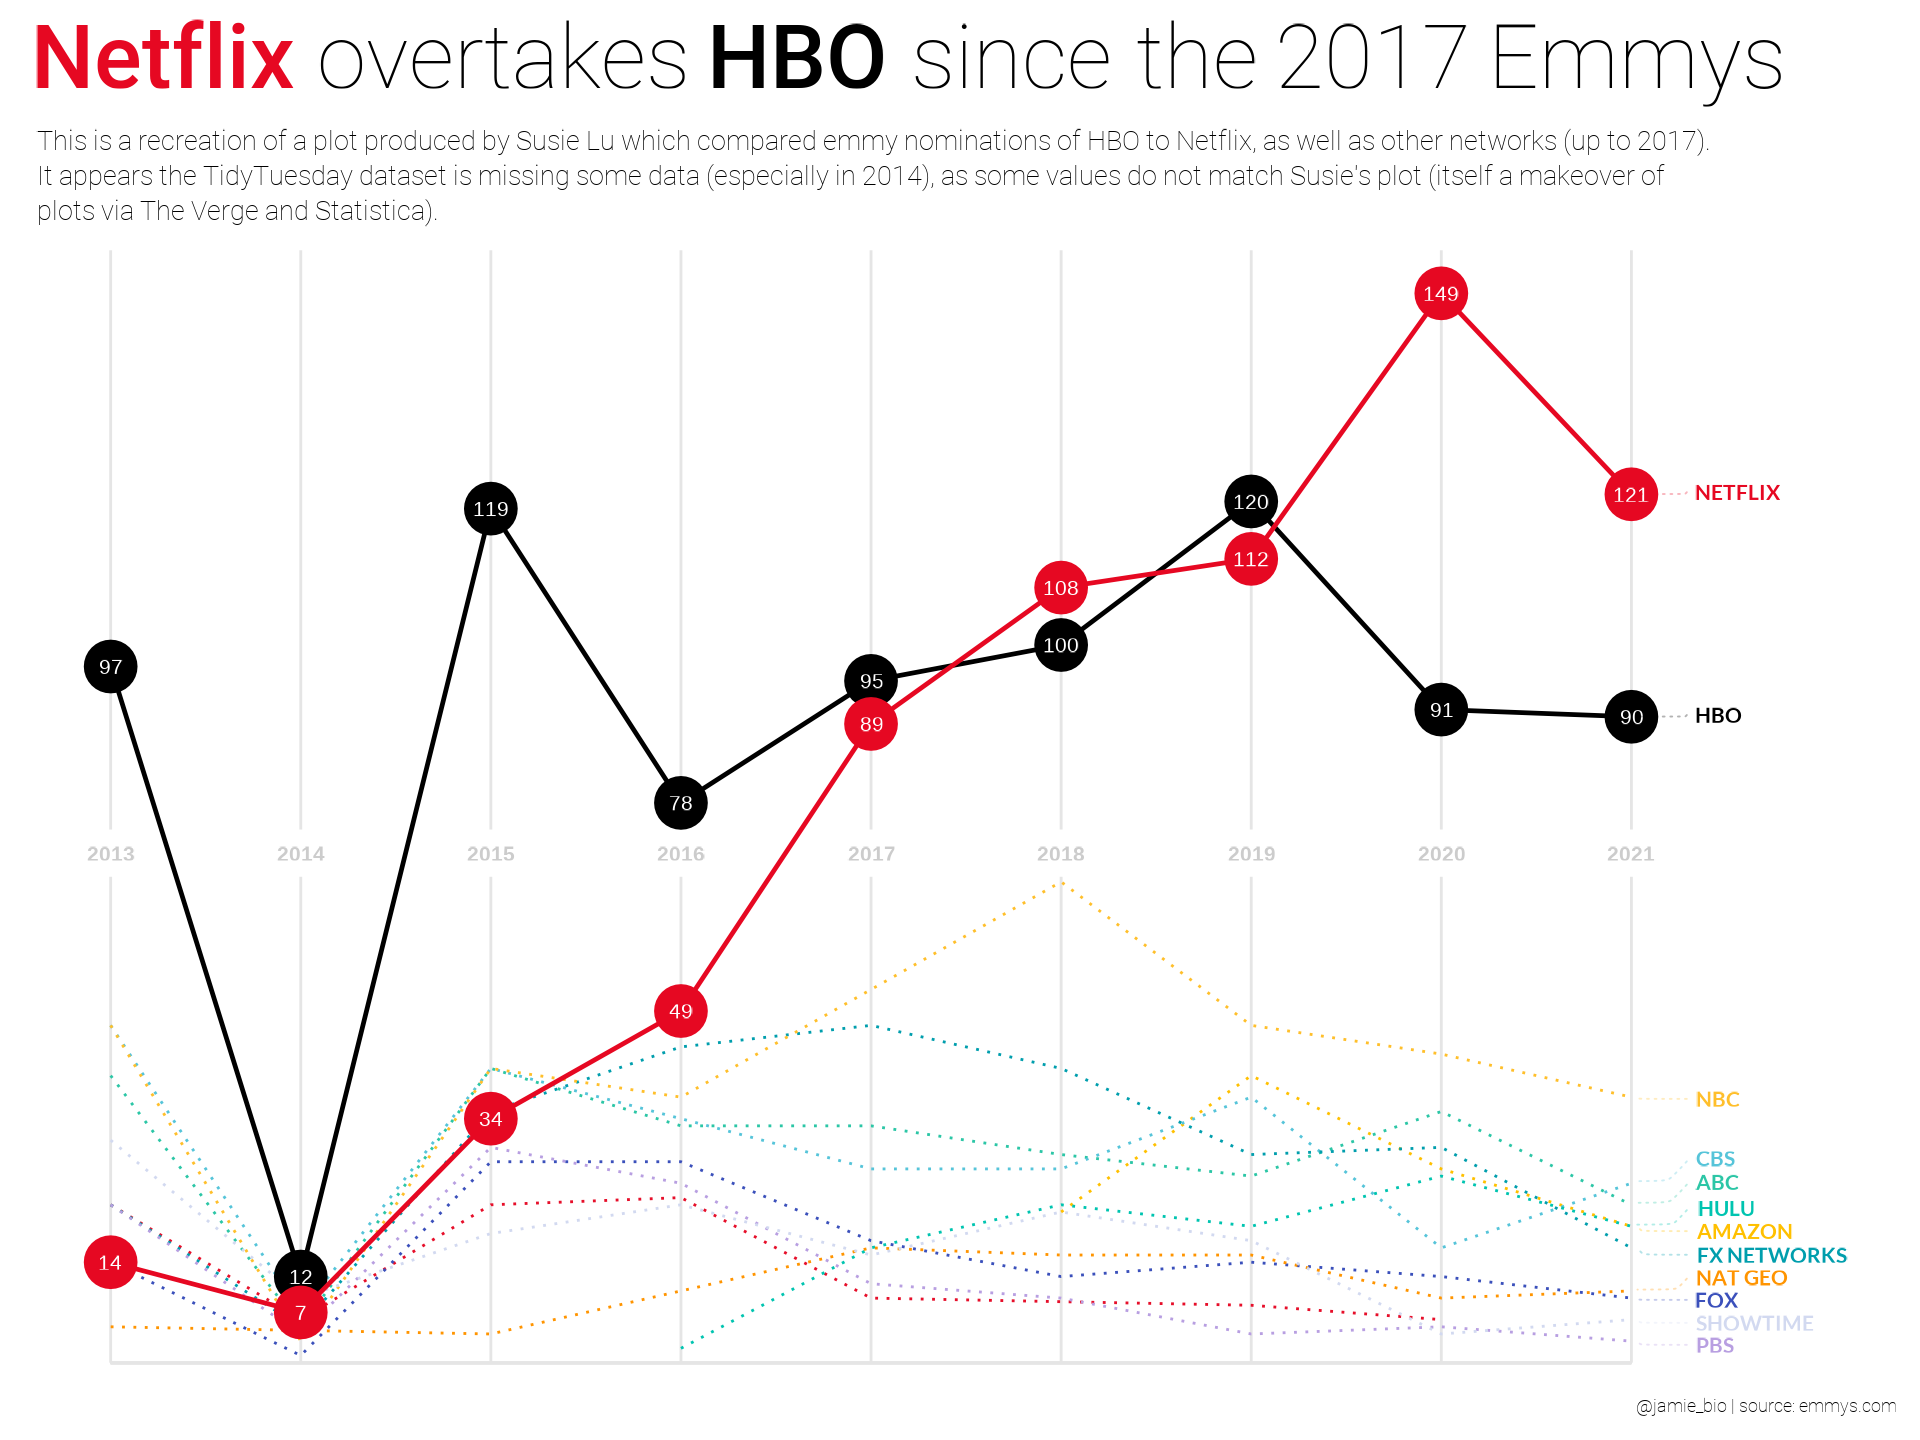 Netflix overtakes HBO since the 2017 Emmys
This is a recreation of a plot produced by Susie Lu which compared emmy nominations of HBO to Netflix, as well as other networks (up to 2017).
It appears the TidyTuesday dataset is missing some data (especially in 2014), as some values do not match Susie's plot (itself a makeover of
plots via The Verge and Statistica).
149
121
NETFLIX
119
120
112
108
100
97
95
89
91
90
HBO
78
2013 2014 2015 2016 2017 2018 2019 2020 2021
49
34
NBC
CBS
ABC
HULU
AMAZON
FX NETWORKS
14
12
7
NAT GEO
FOX
SHOWTIME
PBS
@jamie_bio | source: emmys.com